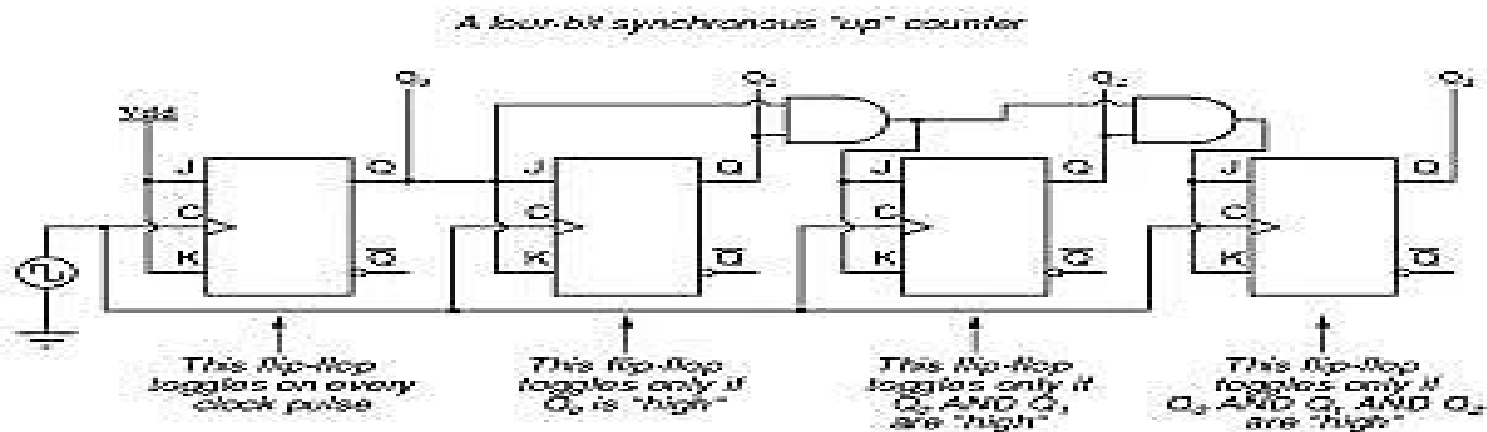 A four-bit synchronous "up" counter
Q₀ Q₁ Q₂ Q₃
Vdd
J Q J Q J Q J Q
C C C C
K Q̅ K Q̅ K Q̅ K Q̅
This flip-flop
toggles on every
clock pulse
This flip-flop
toggles only if
Q₀ is "high"
This flip-flop
toggles only if
Q₀ AND Q₁
are "high"
This flip-flop
toggles only if
Q₀ AND Q₁ AND Q₂
are "high"